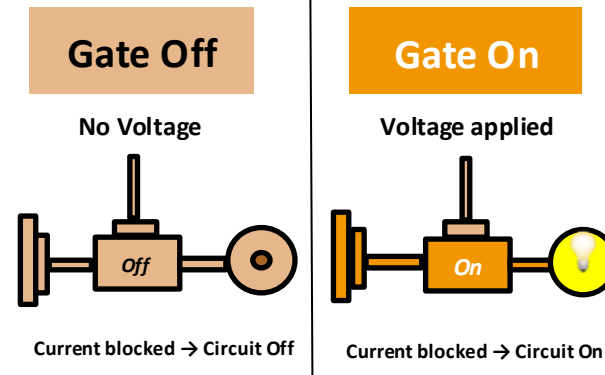 Gate Off
No Voltage
Off
Current blocked → Circuit Off
Gate On
Voltage applied
On
Current blocked → Circuit On